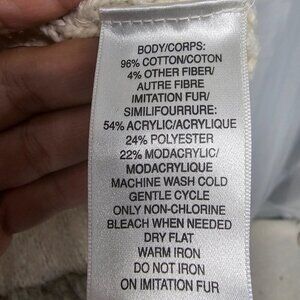 BODY/CORPS:
96% COTTON/COTON
4% OTHER FIBER/
AUTRE FIBRE
IMITATION FUR/
SIMILIFOURRURE:
54% ACRYLIC/ACRYLIQUE
24% POLYESTER
22% MODACRYLIC/
MODACRYLIQUE
MACHINE WASH COLD
GENTLE CYCLE
ONLY NON-CHLORINE
BLEACH WHEN NEEDED
DRY FLAT
WARM IRON
DO NOT IRON
ON IMITATION FUR